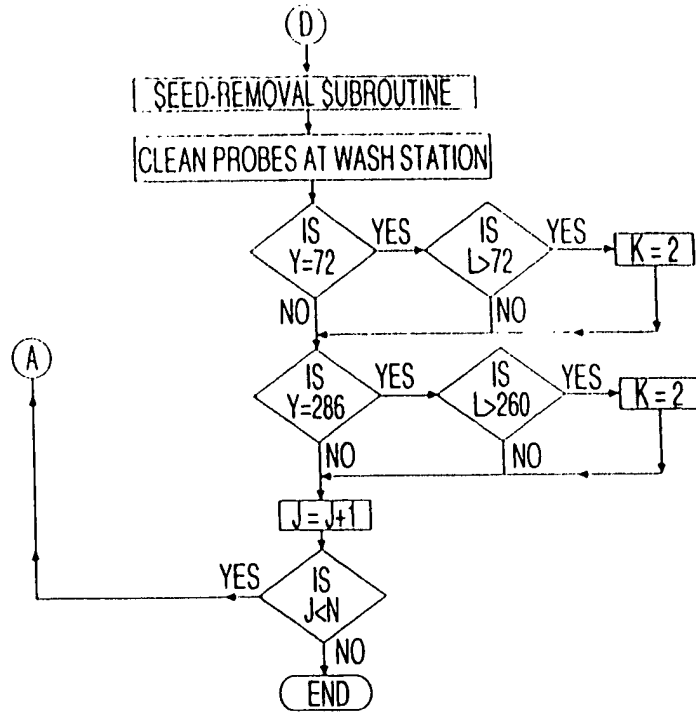 D
SEED-REMOVAL SUBROUTINE
CLEAN PROBES AT WASH STATION
IS
Y=72
YES
IS
L>72
YES
K=2
NO
NO
A
IS
Y=286
YES
IS
L>260
YES
K=2
NO
NO
J=J+1
YES
IS
J<N
NO
END